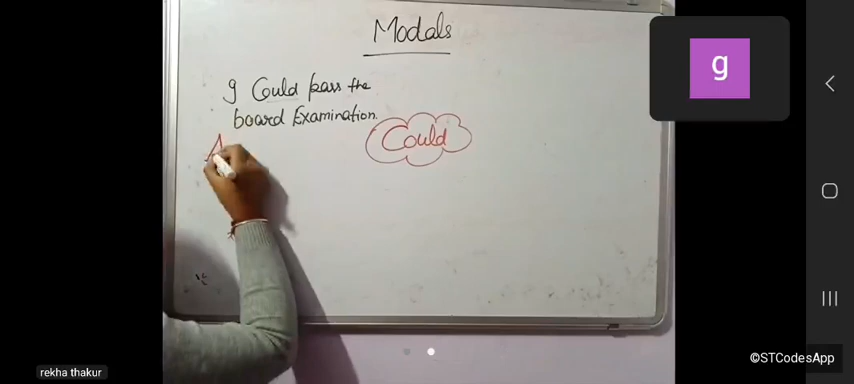 Modals
g
I Could pass the
board Examination.
Could
A
rekha thakur
©STCodesApp